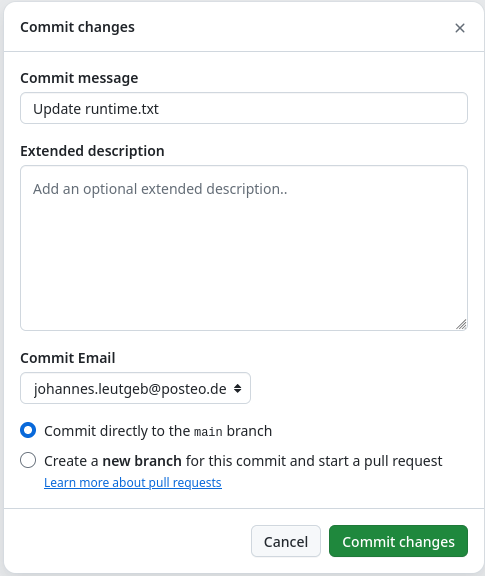 Commit changes
Commit message
Update runtime.txt
Extended description
Add an optional extended description..
Commit Email
johannes.leutgeb@posteo.de
Commit directly to the main branch
Create a new branch for this commit and start a pull request
Learn more about pull requests
Cancel
Commit changes